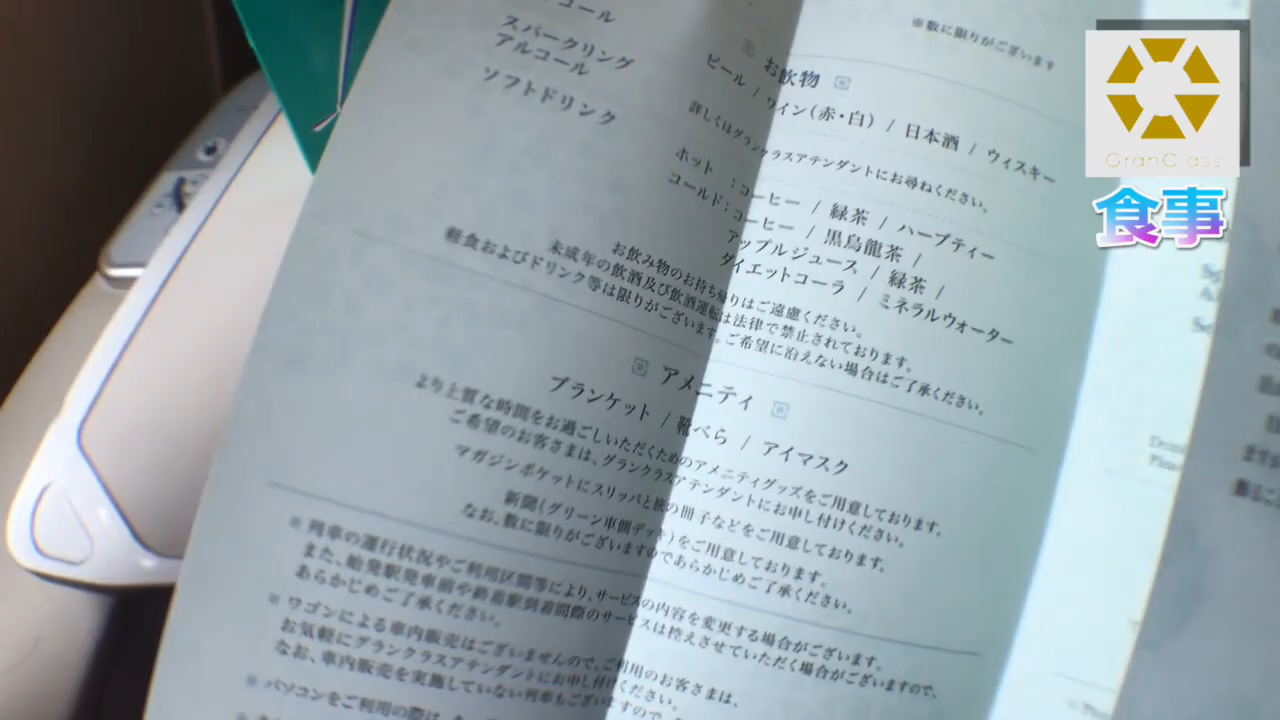 コール
スパークリング
アルコール
ソフトドリンク
※数に限りがございます
お飲物
ビール / ワイン(赤・白) / 日本酒 / ウィスキー
詳しくはグランクラスアテンダントにお尋ねください。
ホット :コーヒー / 緑茶 / ハーブティー
コールド:コーヒー / 黒烏龍茶 /
アップルジュース / 緑茶 /
ダイエットコーラ / ミネラルウォーター
お飲み物のお持ち帰りはご遠慮ください。
未成年の飲酒及び飲酒運転は法律で禁止されております。
軽食およびドリンク等は限りがございます。ご希望に沿えない場合はご了承ください。
アメニティ
ブランケット / 靴べら / アイマスク
より上質な時間をお過ごしいただくためのアメニティグッズをご用意しております。
ご希望のお客さまは、グランクラスアテンダントにお申し付けください。
マガジンポケットにスリッパと旅の冊子などをご用意しております。
新聞(グリーン車側デッキ)をご用意しております。
なお、数に限りがございますのであらかじめご了承ください。
列車の運行状況やご利用区間等により、サービスの内容を変更する場合がございます。
また、始発駅発車前や終着駅到着間際のサービスは控えさせていただく場合がございますので、
あらかじめご了承ください。
ワゴンによる車内販売はございませんので、ご利用のお客さまは、
お気軽にグランクラスアテンダントにお申し付けください。
なお、車内販売を実施していない列車もございますので、
パソコンをご利用の際は、
GranClass
食事